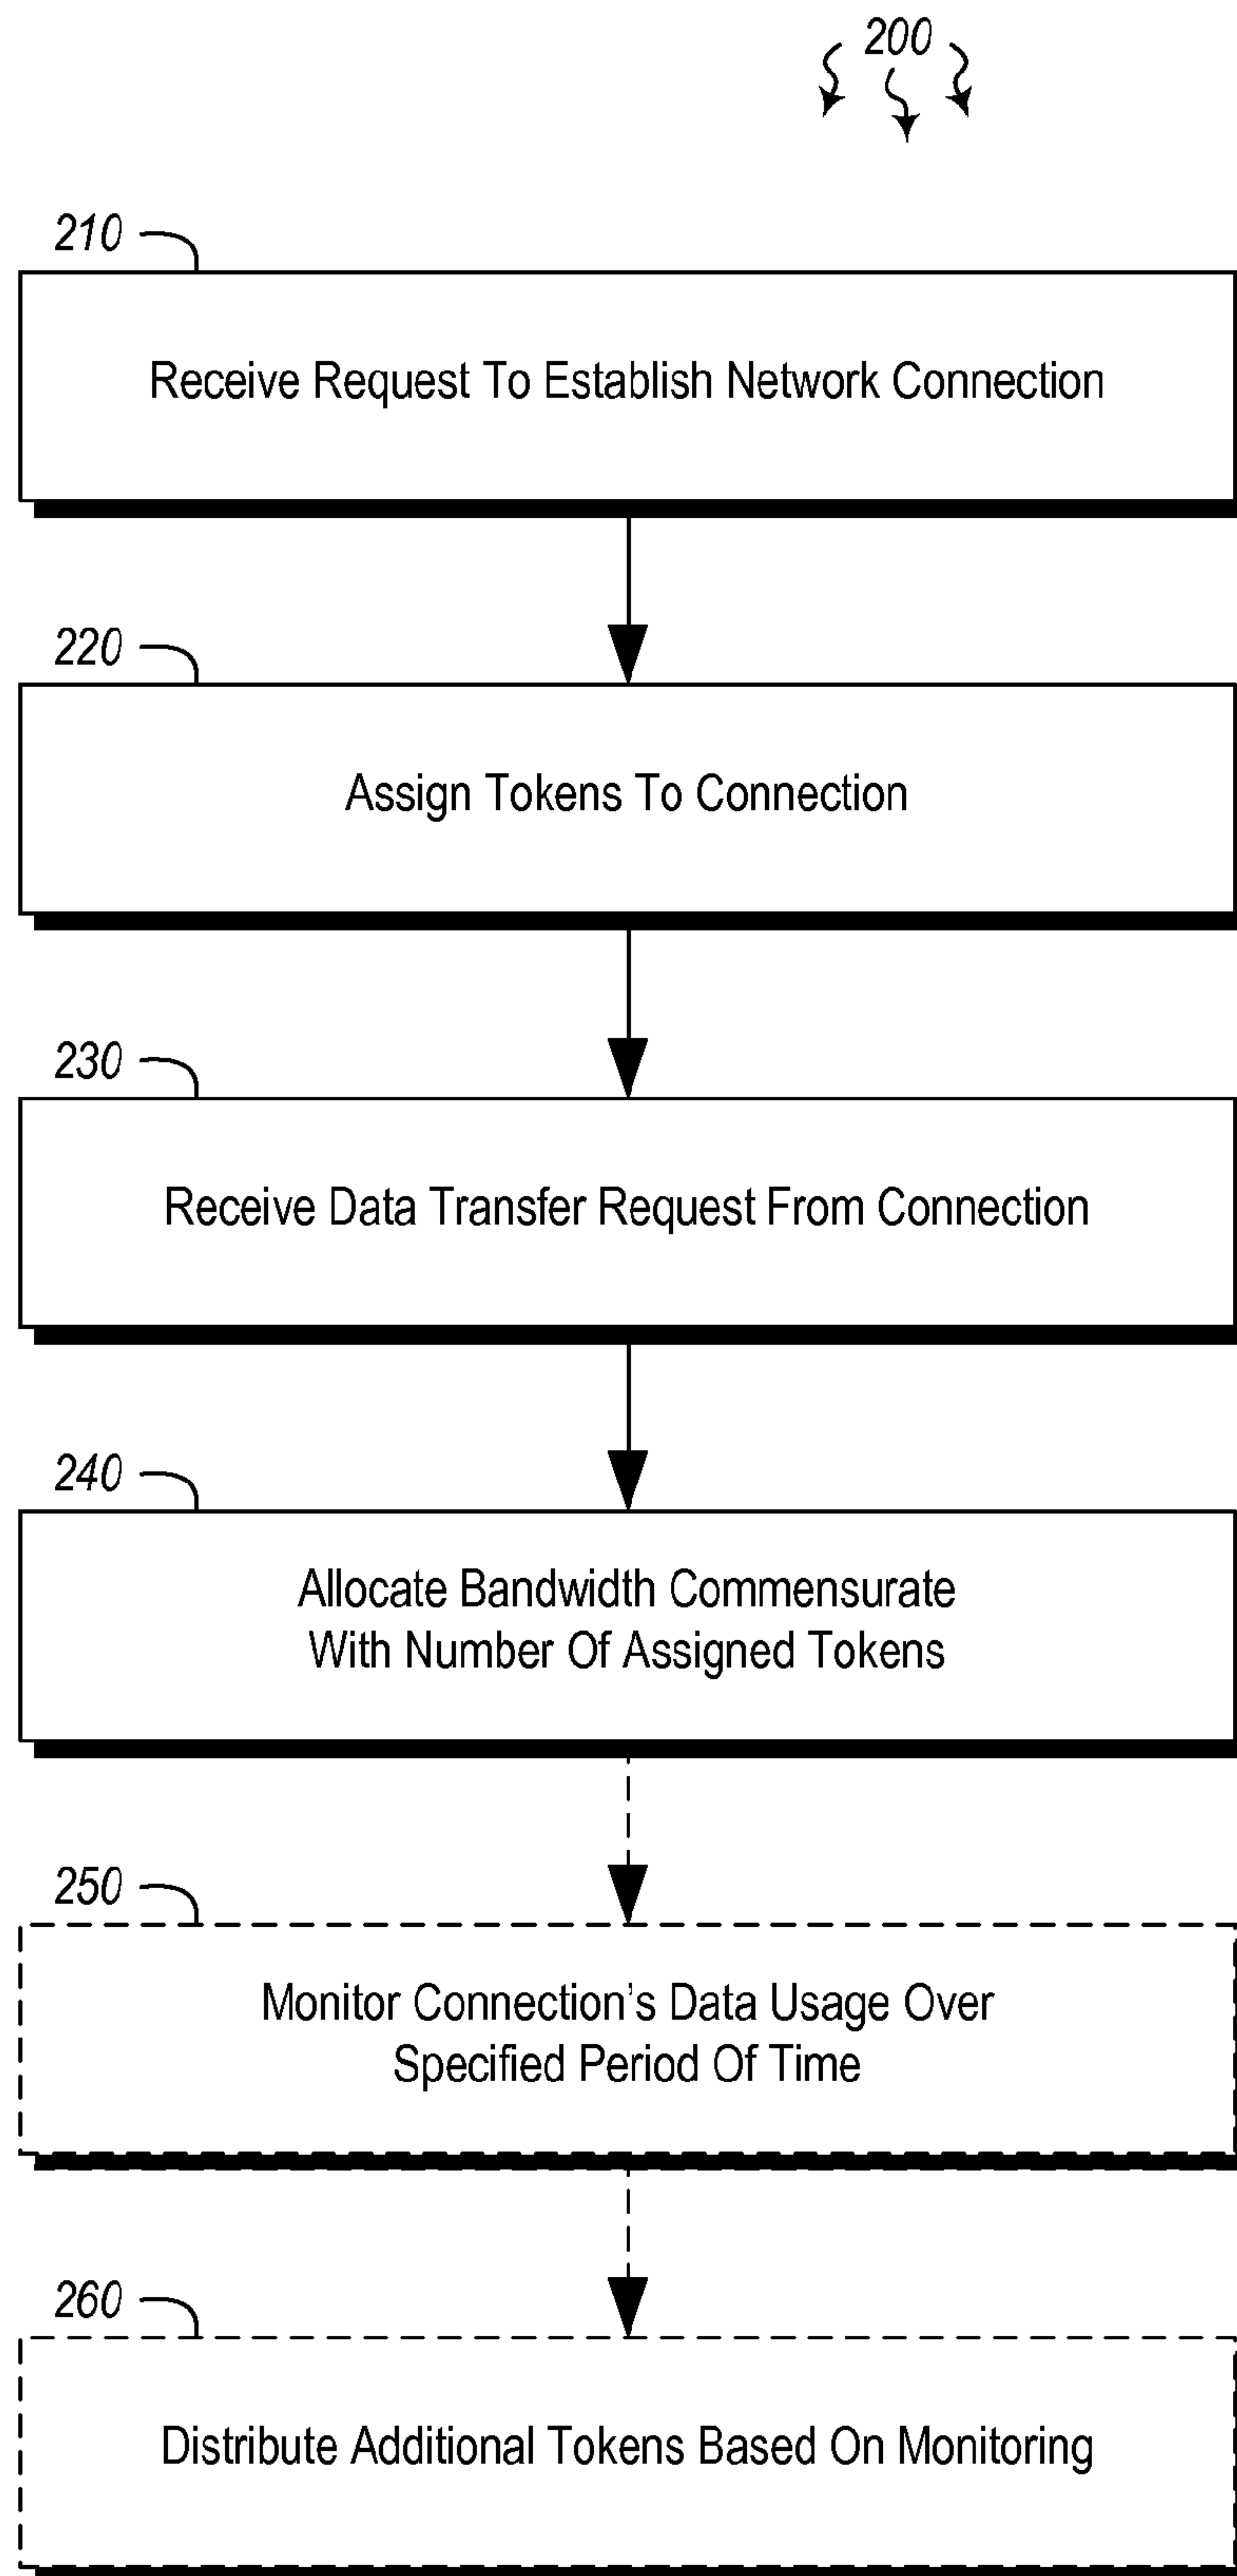 200
210
Receive Request To Establish Network Connection
220
Assign Tokens To Connection
230
Receive Data Transfer Request From Connection
240
Allocate Bandwidth Commensurate
With Number Of Assigned Tokens
250
Monitor Connection’s Data Usage Over
Specified Period Of Time
260
Distribute Additional Tokens Based On Monitoring